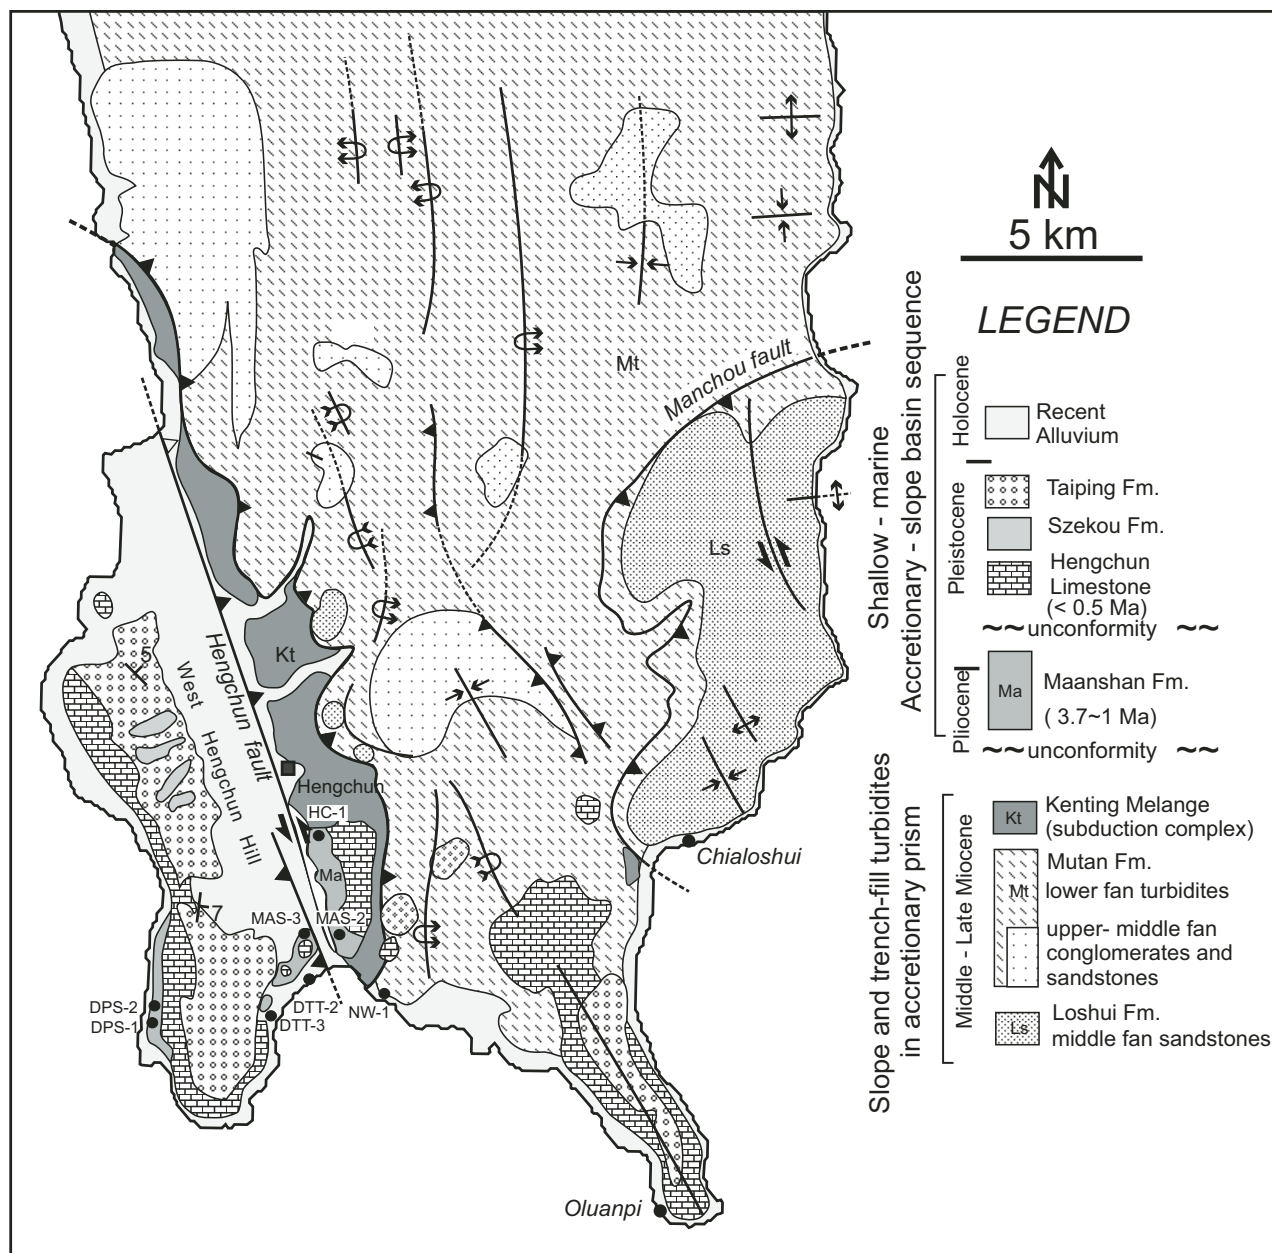 N
5 km
LEGEND
Shallow - marine
Accretionary - slope basin sequence
Holocene
Recent
Alluvium
Pleistocene
Taiping Fm.
Szekou Fm.
Hengchun
Limestone
(< 0.5 Ma)
~~unconformity ~~
Pliocene
Ma
Maanshan Fm.
( 3.7~1 Ma)
~~unconformity ~~
Slope and trench-fill turbidites
in accretionary prism
Middle - Late Miocene
Kt
Kenting Melange
(subduction complex)
Mutan Fm.
Mt
lower fan turbidites
upper- middle fan
conglomerates and
sandstones
Ls
Loshui Fm.
middle fan sandstones
Mt
Manchou fault
Ls
Kt
Hengchun fault
5
West Hengchun Hill
Hengchun
HC-1
Ma
Chialoshui
7
MAS-3
MAS-2
DPS-2
DPS-1
DTT-2
DTT-3
NW-1
Oluanpi